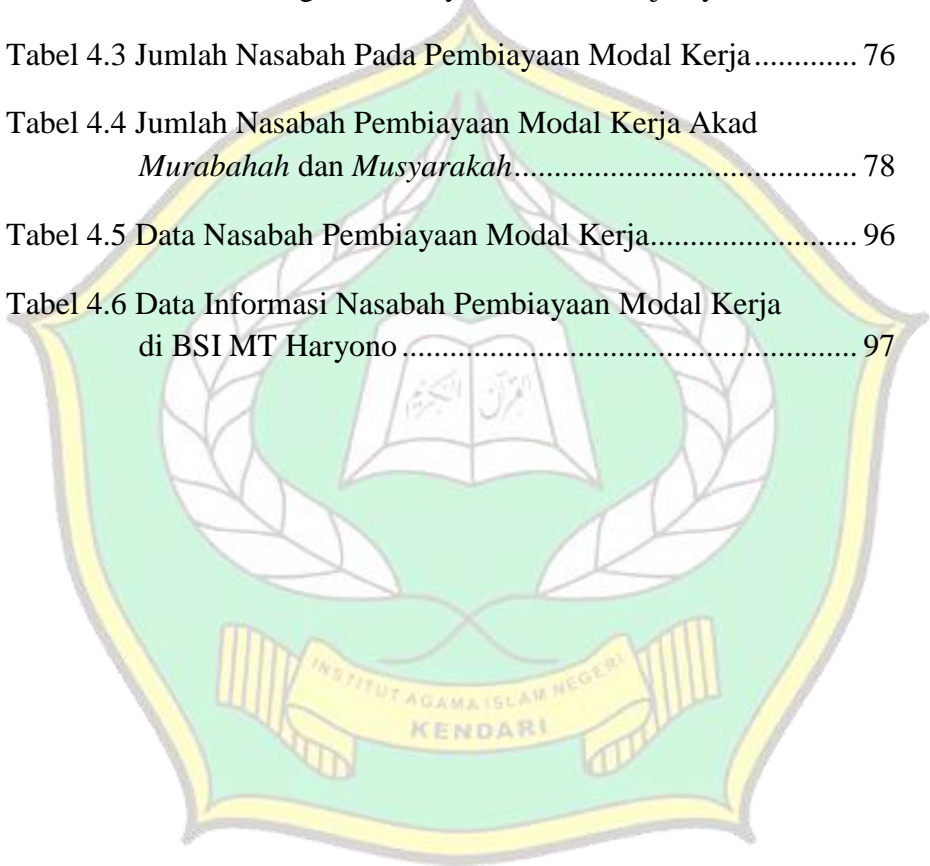 Tabel 4.3 Jumlah Nasabah Pada Pembiayaan Modal Kerja............. 76
Tabel 4.4 Jumlah Nasabah Pembiayaan Modal Kerja Akad
Murabahah dan Musyarakah........................................ 78
Tabel 4.5 Data Nasabah Pembiayaan Modal Kerja........................ 96
Tabel 4.6 Data Informasi Nasabah Pembiayaan Modal Kerja
di BSI MT Haryono..................................................... 97
القرآن الكريم
INSTITUT AGAMA ISLAM NEGERI
KENDARI